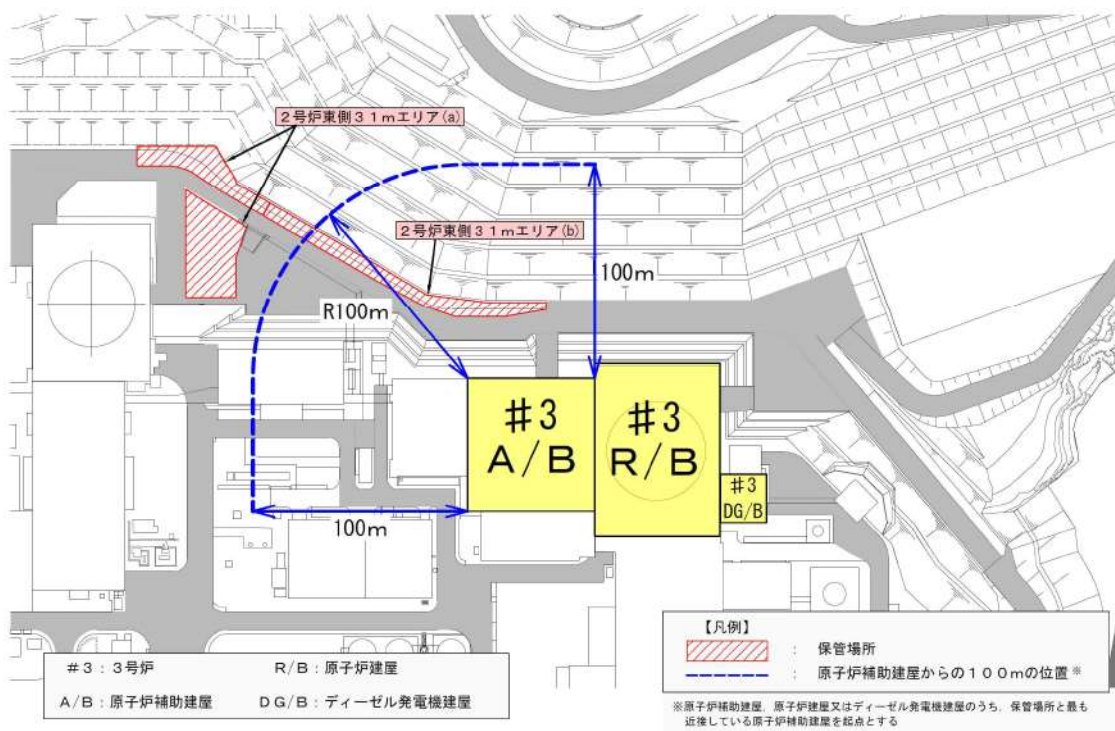 2号炉東側31mエリア(a)
2号炉東側31mエリア(b)
100m
R100m
#3
A/B
#3
R/B
#3
DG/B
100m
#3:3号炉
R/B:原子炉建屋
A/B:原子炉補助建屋
DG/B:ディーゼル発電機建屋
【凡例】
: 保管場所
: 原子炉補助建屋からの100mの位置※
※原子炉補助建屋,原子炉建屋又はディーゼル発電機建屋のうち,保管場所と最も
近接している原子炉補助建屋を起点とする